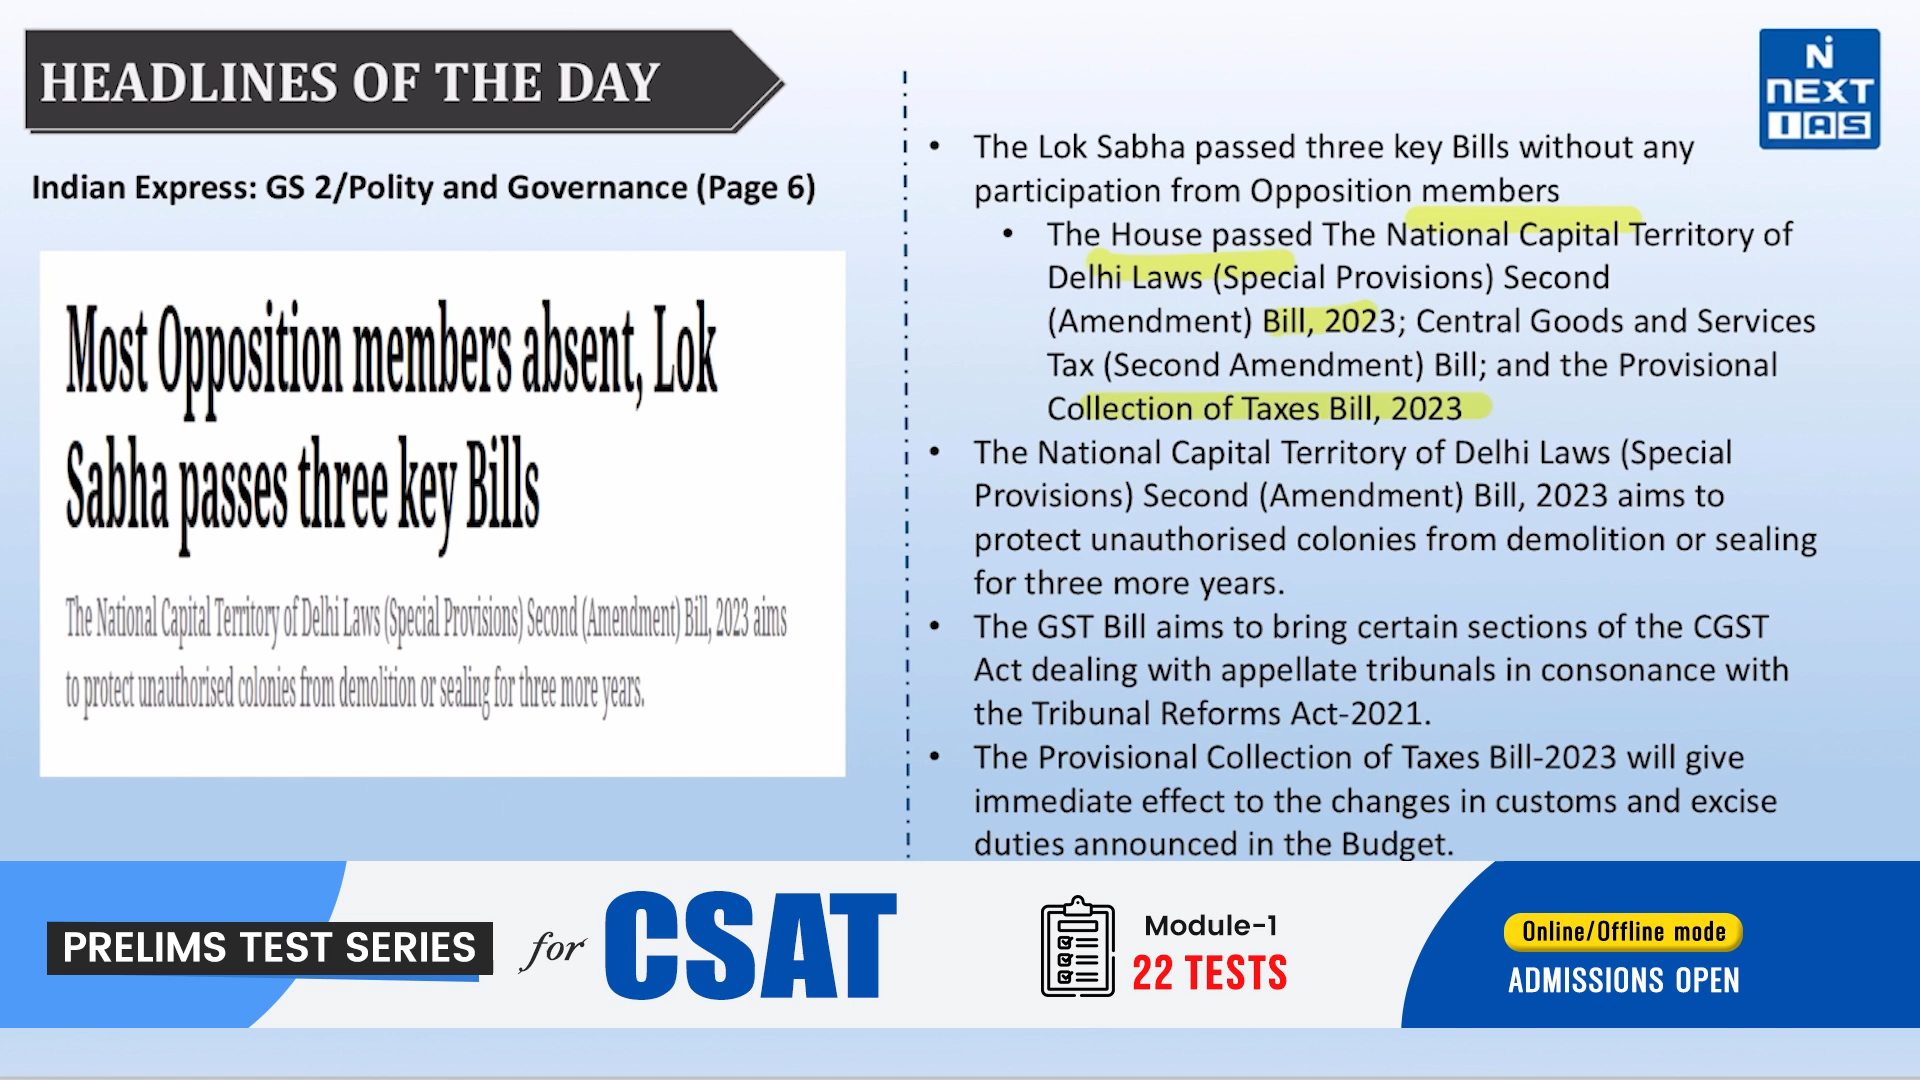 HEADLINES OF THE DAY
Indian Express: GS 2/Polity and Governance (Page 6)
Most Opposition members absent, Lok
Sabha passes three key Bills
The National Capital Territory of Delhi Laws (Special Provisions) Second (Amendment) Bill, 2023 aims
to protect unauthorised colonies from demolition or sealing for three more years.
N
NEXT
IAS
• The Lok Sabha passed three key Bills without any
participation from Opposition members
• The House passed The National Capital Territory of
Delhi Laws (Special Provisions) Second
(Amendment) Bill, 2023; Central Goods and Services
Tax (Second Amendment) Bill; and the Provisional
Collection of Taxes Bill, 2023
• The National Capital Territory of Delhi Laws (Special
Provisions) Second (Amendment) Bill, 2023 aims to
protect unauthorised colonies from demolition or sealing
for three more years.
• The GST Bill aims to bring certain sections of the CGST
Act dealing with appellate tribunals in consonance with
the Tribunal Reforms Act-2021.
• The Provisional Collection of Taxes Bill-2023 will give
immediate effect to the changes in customs and excise
duties announced in the Budget.
PRELIMS TEST SERIES for CSAT
Module-1
22 TESTS
Online/Offline mode
ADMISSIONS OPEN